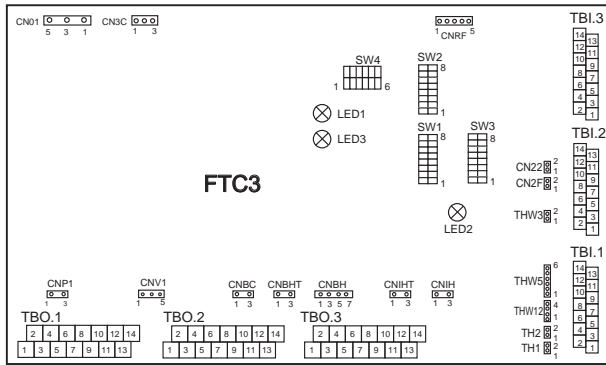 CN01
5 3 1
CN3C
1 3
1 CNRF 5
TBI.3
14 13
12 11
10 9
8 7
6 5
4 3
2 1
SW4
1 6
SW2
8
1
LED1
LED3
SW1
8
1
SW3
8
1
FTC3
LED2
TBI.2
14 13
12 11
10 9
8 7
6 5
4 3
2 1
CN22 2
1
CN2F 2
1
THW3 2
1
TBI.1
14 13
12 11
10 9
8 7
6 5
4 3
2 1
THW5 6
1
THW12 4
1
TH2 2
1
TH1 2
1
CNP1
1 3
CNV1
1 5
CNBC
1 3
CNBHT
1 3
CNBH
1 3 5 7
CNIHT
1 3
CNIH
1 3
TBO.1
2 4 6 8 10 12 14
1 3 5 7 9 11 13
TBO.2
2 4 6 8 10 12 14
1 3 5 7 9 11 13
TBO.3
2 4 6 8 10 12 14
1 3 5 7 9 11 13